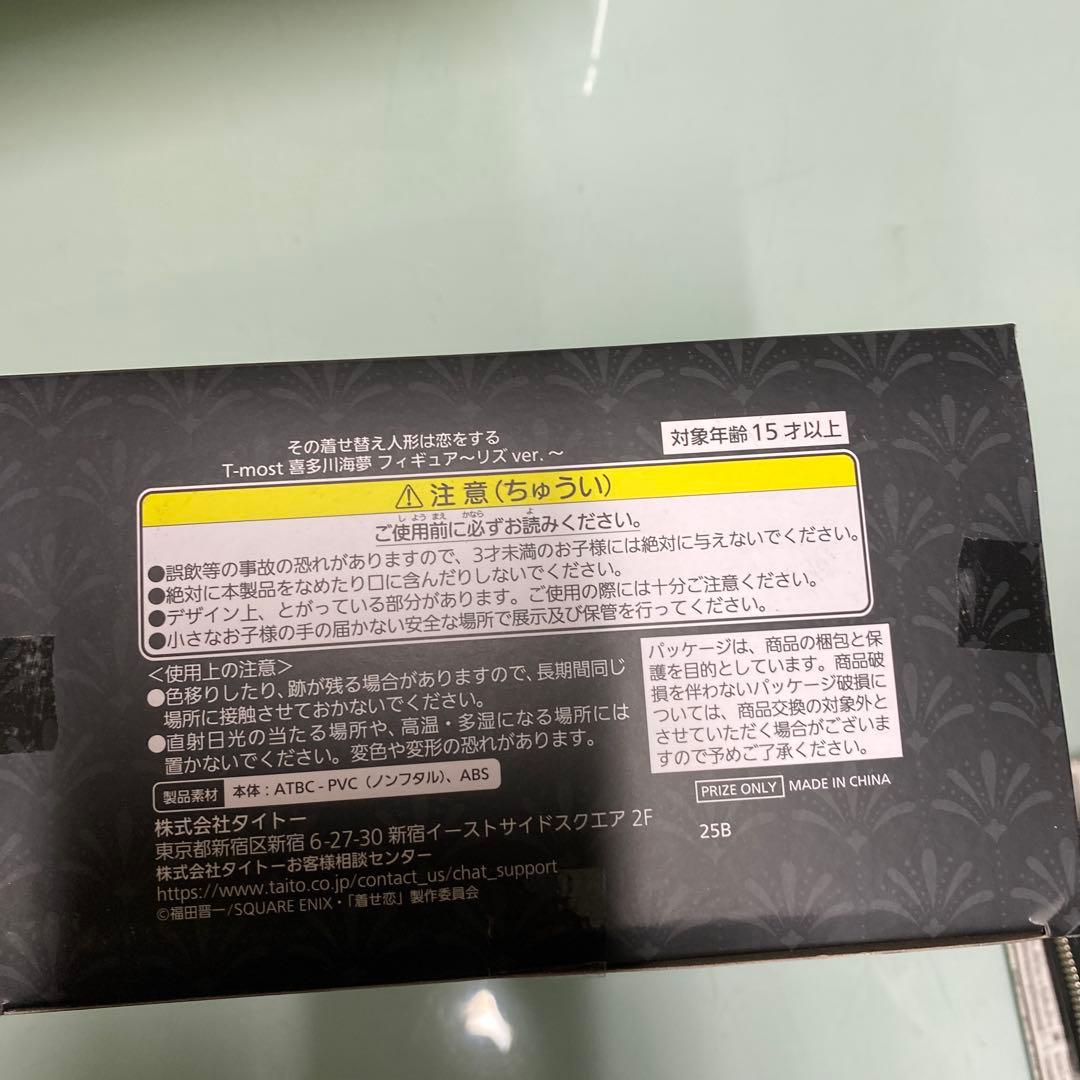 その着せ替え人形は恋をする
T-most 喜多川海夢 フィギュア～リズ ver. ～
対象年齢 15 才以上
⚠ 注意(ちゅうい)
ご使用前に必ずお読みください。
しようまえ かなら よ
●誤飲等の事故の恐れがありますので、3才未満のお子様には絶対に与えないでください。
●絶対に本製品をなめたり口に含んだりしないでください。
●デザイン上、とがっている部分があります。ご使用の際には十分ご注意ください。
●小さなお子様の手の届かない安全な場所で展示及び保管を行ってください。
＜使用上の注意＞
●色移りしたり、跡が残る場合がありますので、長期間同じ
場所に接触させておかないでください。
●直射日光の当たる場所や、高温・多湿になる場所には
置かないでください。変色や変形の恐れがあります。
パッケージは、商品の梱包と保
護を目的としています。商品破
損を伴わないパッケージ破損に
ついては、商品交換の対象外と
させていただく場合がございま
すので予めご了承ください。
製品素材 本体 : ATBC - PVC (ノンフタル)、ABS
PRIZE ONLY MADE IN CHINA
25B
株式会社タイトー
東京都新宿区新宿 6-27-30 新宿イーストサイドスクエア 2F
株式会社タイトーお客様相談センター
https://www.taito.co.jp/contact_us/chat_support
©福田晋一/SQUARE ENIX・「着せ恋」製作委員会